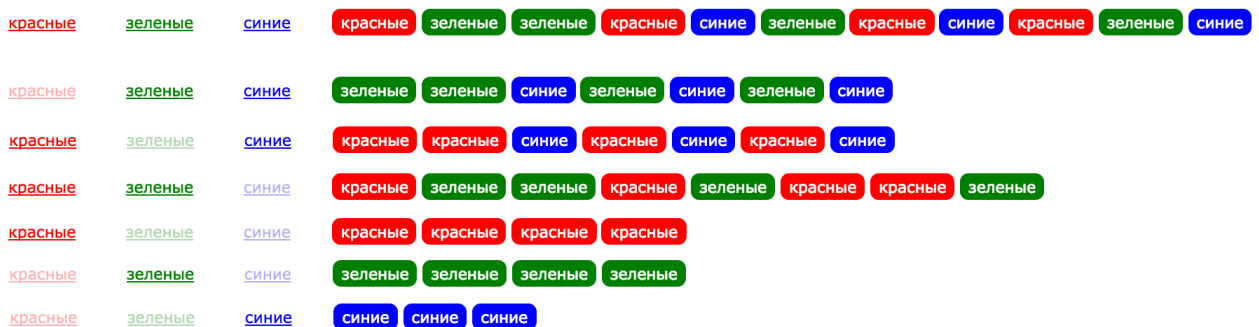 красные зеленые синие красные зеленые зеленые красные синие зеленые красные синие красные зеленые синие
красные зеленые синие зеленые зеленые синие зеленые синие зеленые синие
красные зеленые синие красные красные синие красные синие красные синие
красные зеленые синие красные зеленые зеленые красные зеленые красные красные зеленые
красные зеленые синие красные красные красные красные
красные зеленые синие зеленые зеленые зеленые зеленые
красные зеленые синие синие синие синие